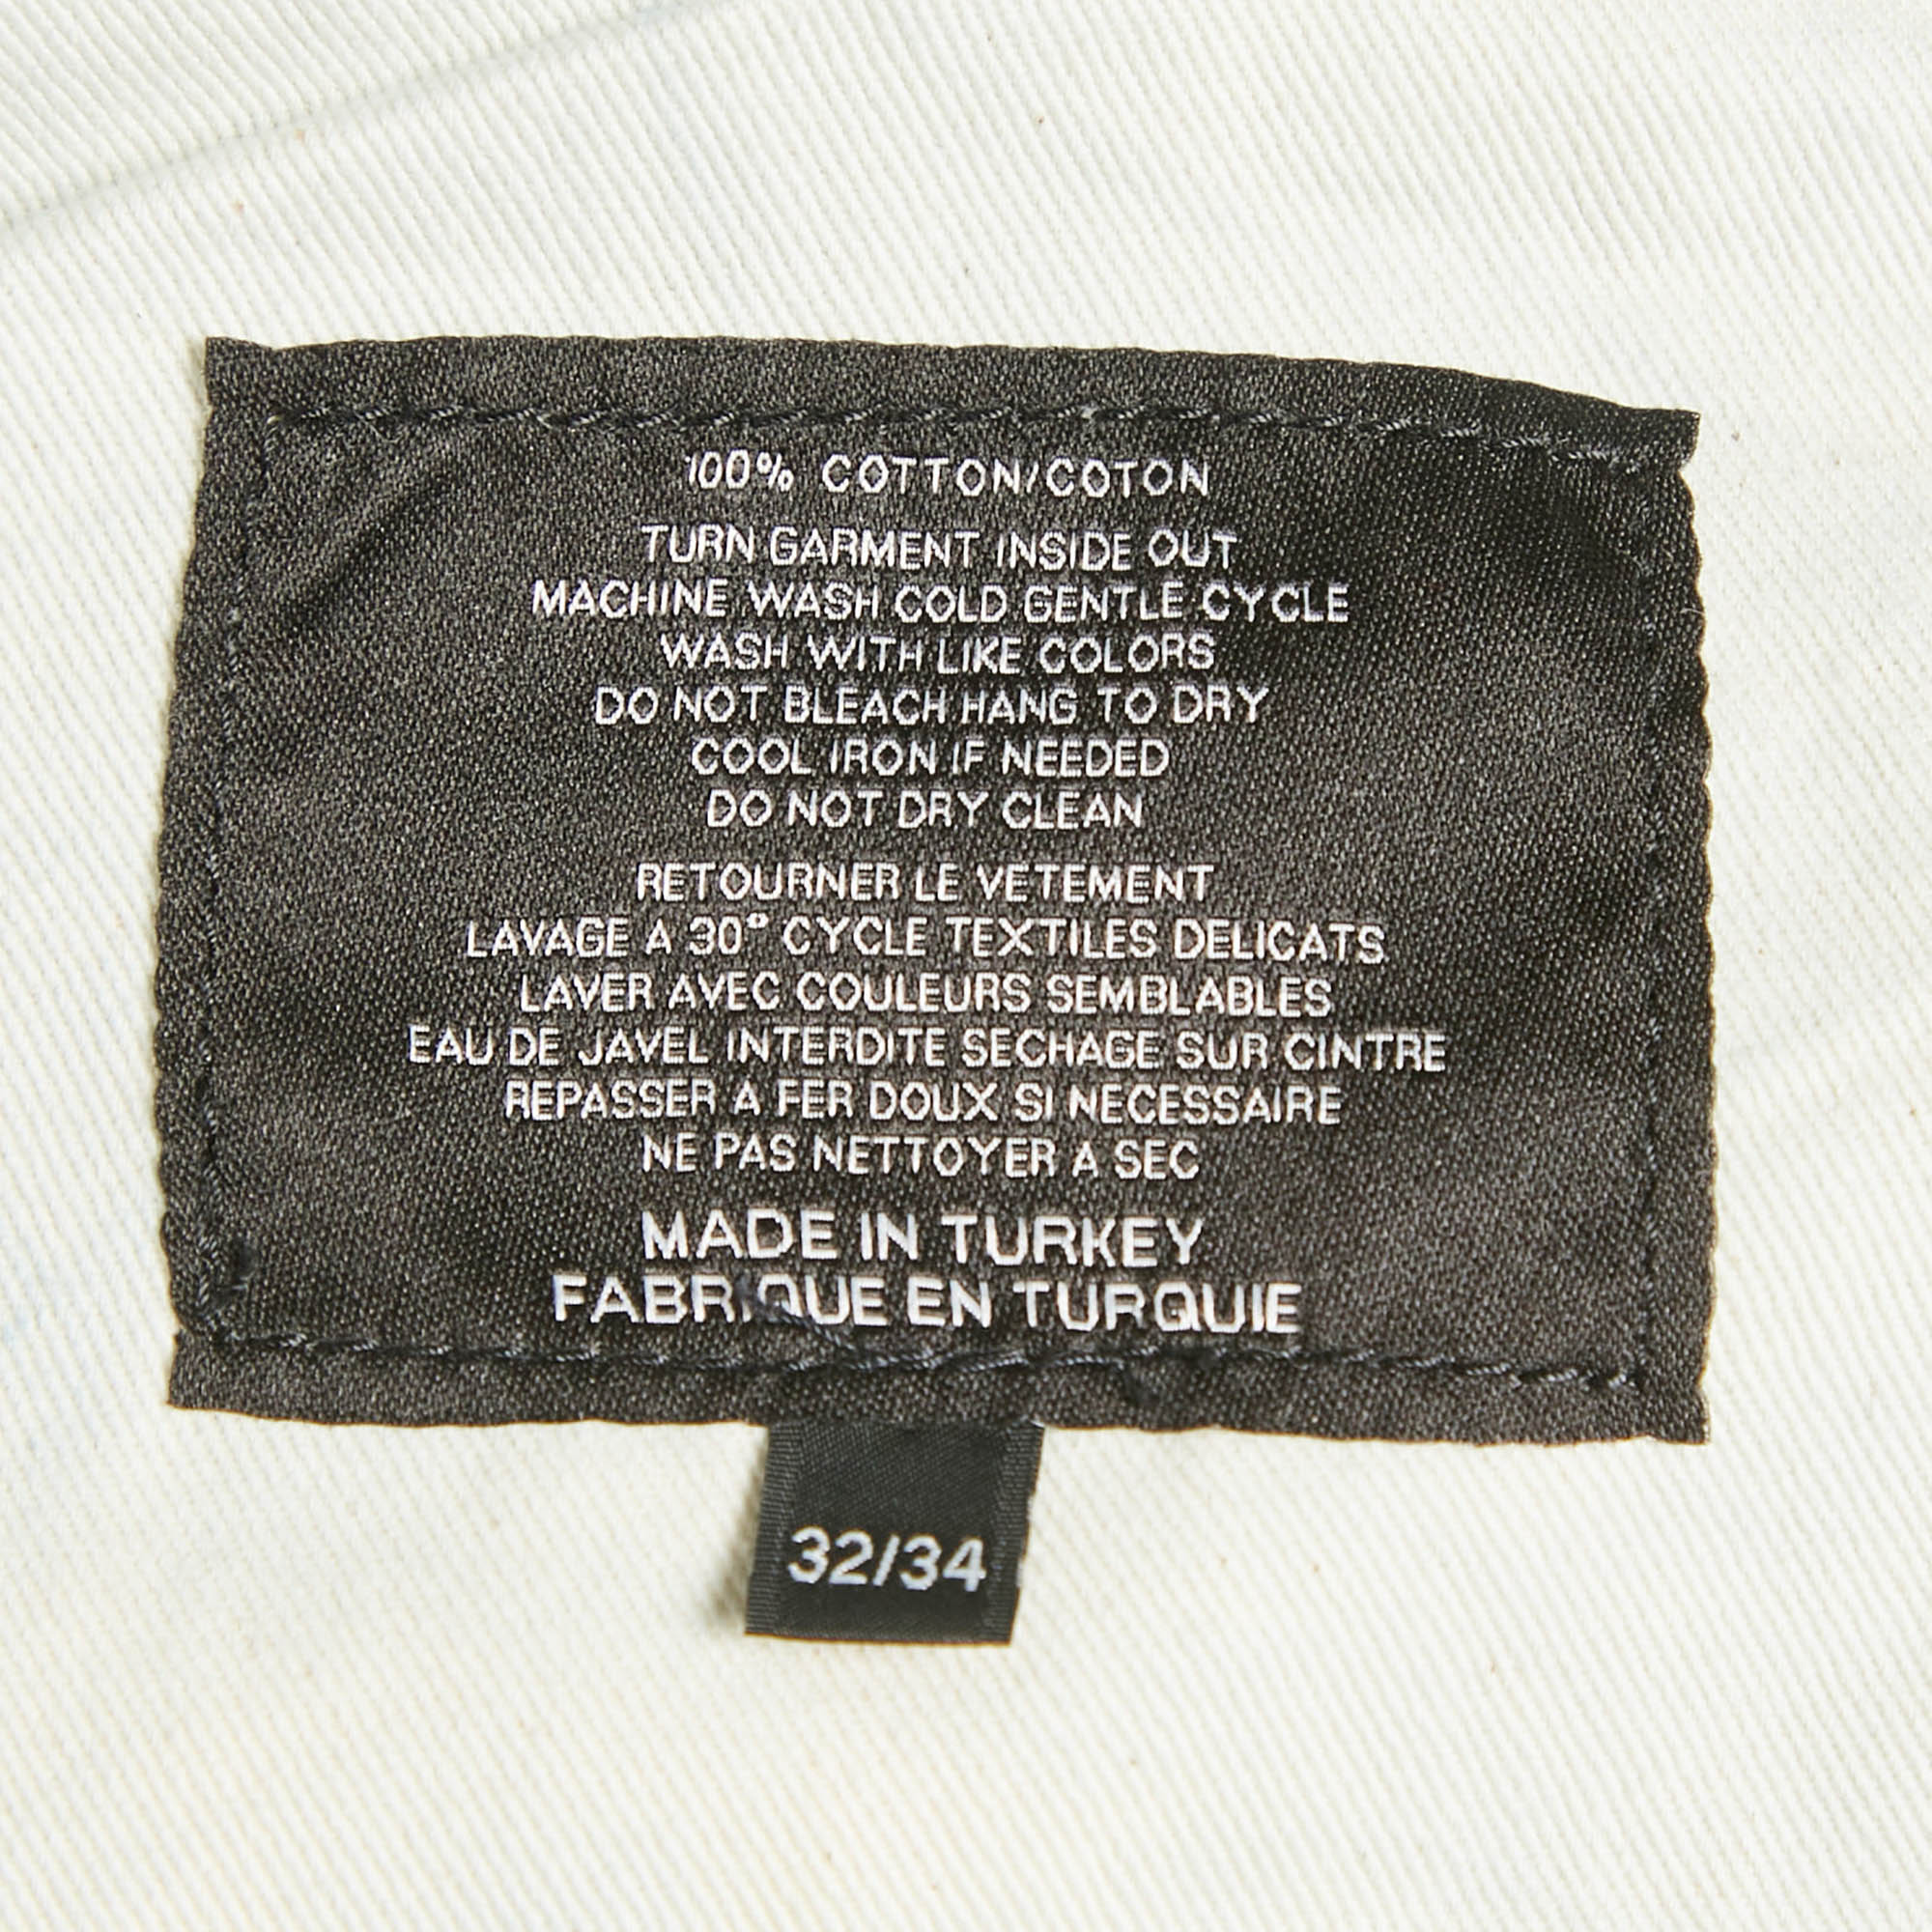 100% COTTON/COTON
TURN GARMENT INSIDE OUT
MACHINE WASH COLD GENTLE CYCLE
WASH WITH LIKE COLORS
DO NOT BLEACH HANG TO DRY
COOL IRON IF NEEDED
DO NOT DRY CLEAN
RETOURNER LE VETEMENT
LAVAGE A 30° CYCLE TEXTILES DELICATS
LAVER AVEC COULEURS SEMBLABLES
EAU DE JAVEL INTERDITE SECHAGE SUR CINTRE
REPASSER A FER DOUX SI NECESSAIRE
NE PAS NETTOYER A SEC
MADE IN TURKEY
FABRIQUE EN TURQUIE
32/34